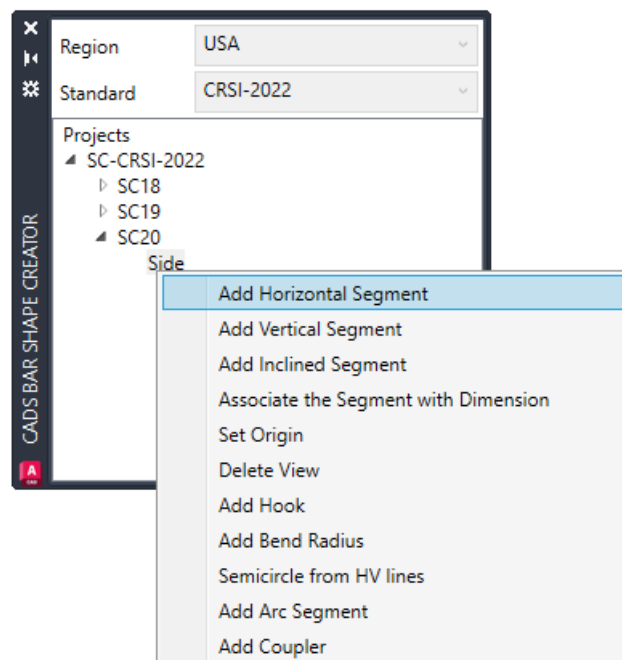 Region
USA
Standard
CRSI-2022
Projects
SC-CRSI-2022
SC18
SC19
SC20
Side
Add Horizontal Segment
Add Vertical Segment
Add Inclined Segment
Associate the Segment with Dimension
Set Origin
Delete View
Add Hook
Add Bend Radius
Semicircle from HV lines
Add Arc Segment
Add Coupler
CADS BAR SHAPE CREATOR
A
CAD